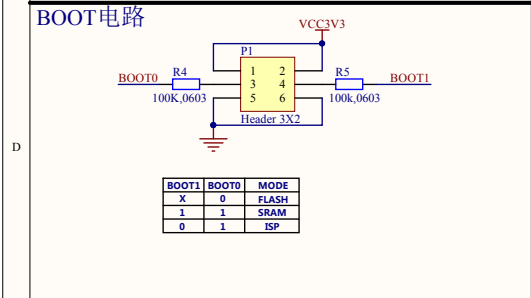 BOOT电路
VCC3V3
P1
BOOT0 R4 1 2 R5 BOOT1
3 4
100K,0603 5 6 100k,0603
Header 3X2
D
BOOT1 BOOT0 MODE
X 0 FLASH
1 1 SRAM
0 1 ISP